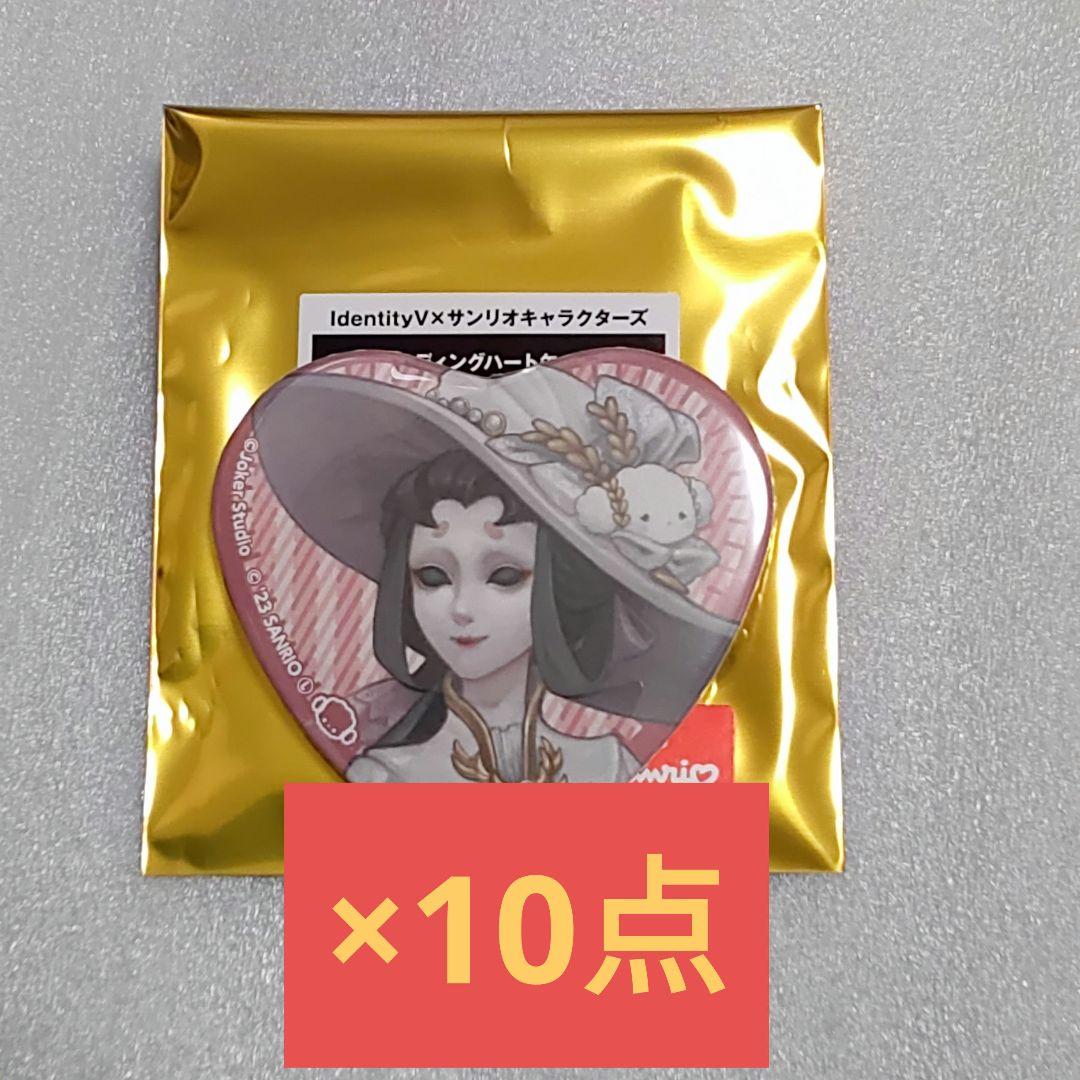 IdentityV×サンリオキャラクターズ
ディングハート
©Joker Studio © '23 SANRIO Ⓛ
×10点